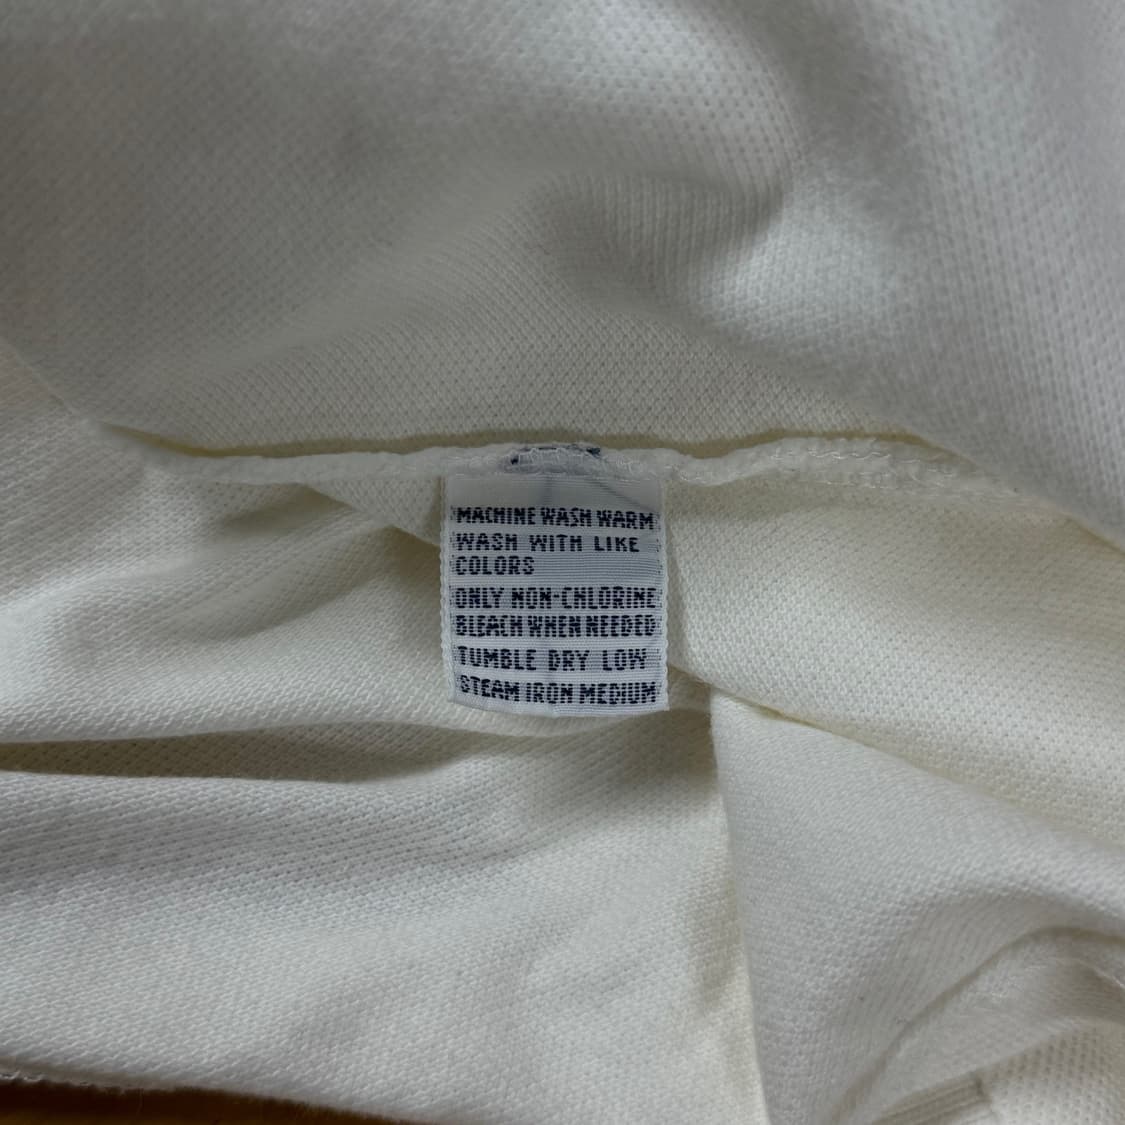 MACHINE WASH WARM
WASH WITH LIKE
COLORS
ONLY NON-CHLORINE
BLEACH WHEN NEEDED
TUMBLE DRY LOW
STEAM IRON MEDIUM